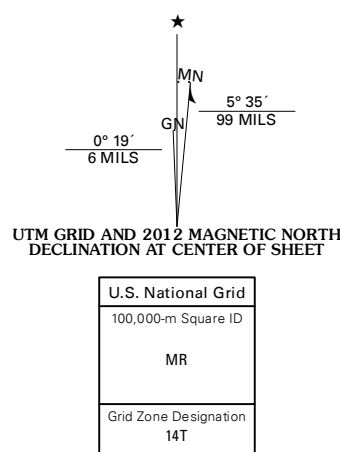 MN
5° 35´
99 MILS
GN
0° 19´
6 MILS
UTM GRID AND 2012 MAGNETIC NORTH
DECLINATION AT CENTER OF SHEET
U.S. National Grid
100,000-m Square ID
MR
Grid Zone Designation
14T